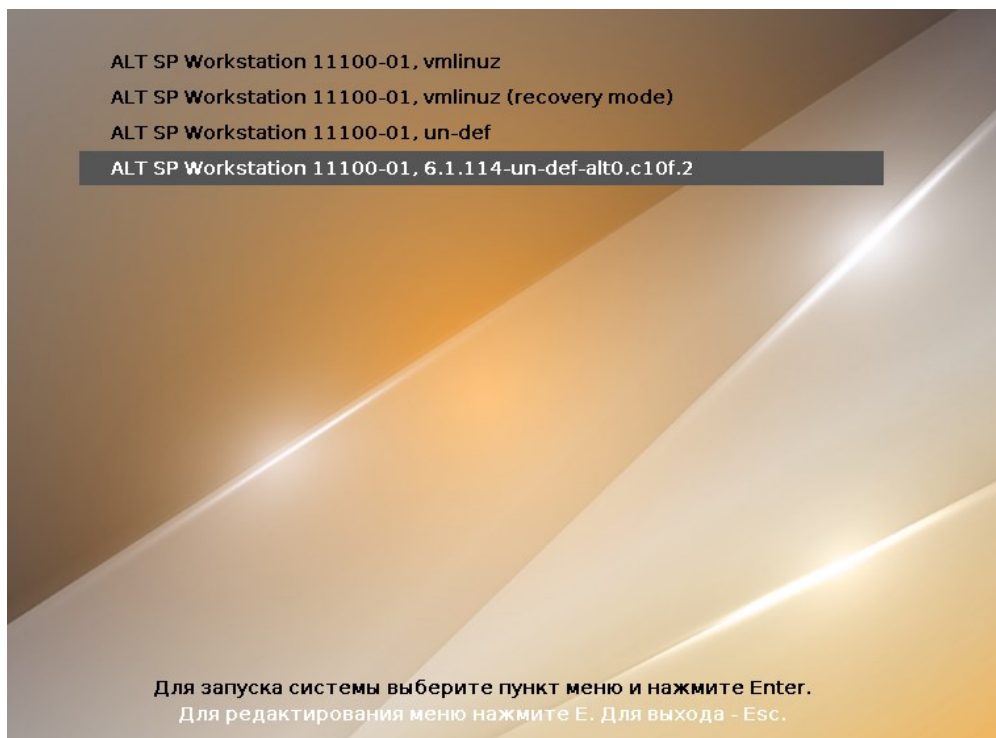 ALT SP Workstation 11100-01, vmlinuz
ALT SP Workstation 11100-01, vmlinuz (recovery mode)
ALT SP Workstation 11100-01, un-def
ALT SP Workstation 11100-01, 6.1.114-un-def-alt0.c10f.2
Для запуска системы выберите пункт меню и нажмите Enter.
Для редактирования меню нажмите E. Для выхода - Esc.